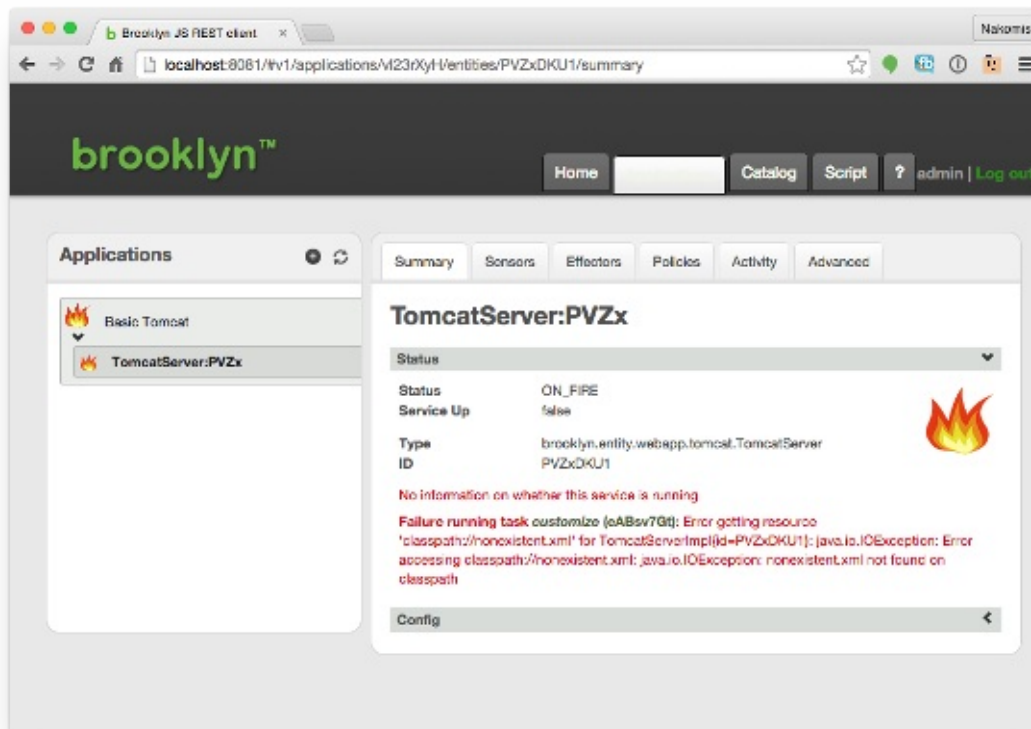 Brooklyn JS REST client
Nakomis
localhost:8081/#v1/applications/vI23rXyH/entities/PVZxDKU1/summary
brooklyn™
Home
Catalog
Script
?
admin | Log out
Applications
Summary
Sensors
Effectors
Policies
Activity
Advanced
Basic Tomcat
TomcatServer:PVZx
TomcatServer:PVZx
Status
Status ON_FIRE
Service Up false
Type brooklyn.entity.webapp.tomcat.TomcatServer
ID PVZxDKU1
No information on whether this service is running
Failure running task customize (eABsv7Gt): Error getting resource
'classpath://nonexistent.xml' for TomcatServerImpl{id=PVZxDKU1}: java.io.IOException: Error
accessing classpath://nonexistent.xml: java.io.IOException: nonexistent.xml not found on
classpath
Config